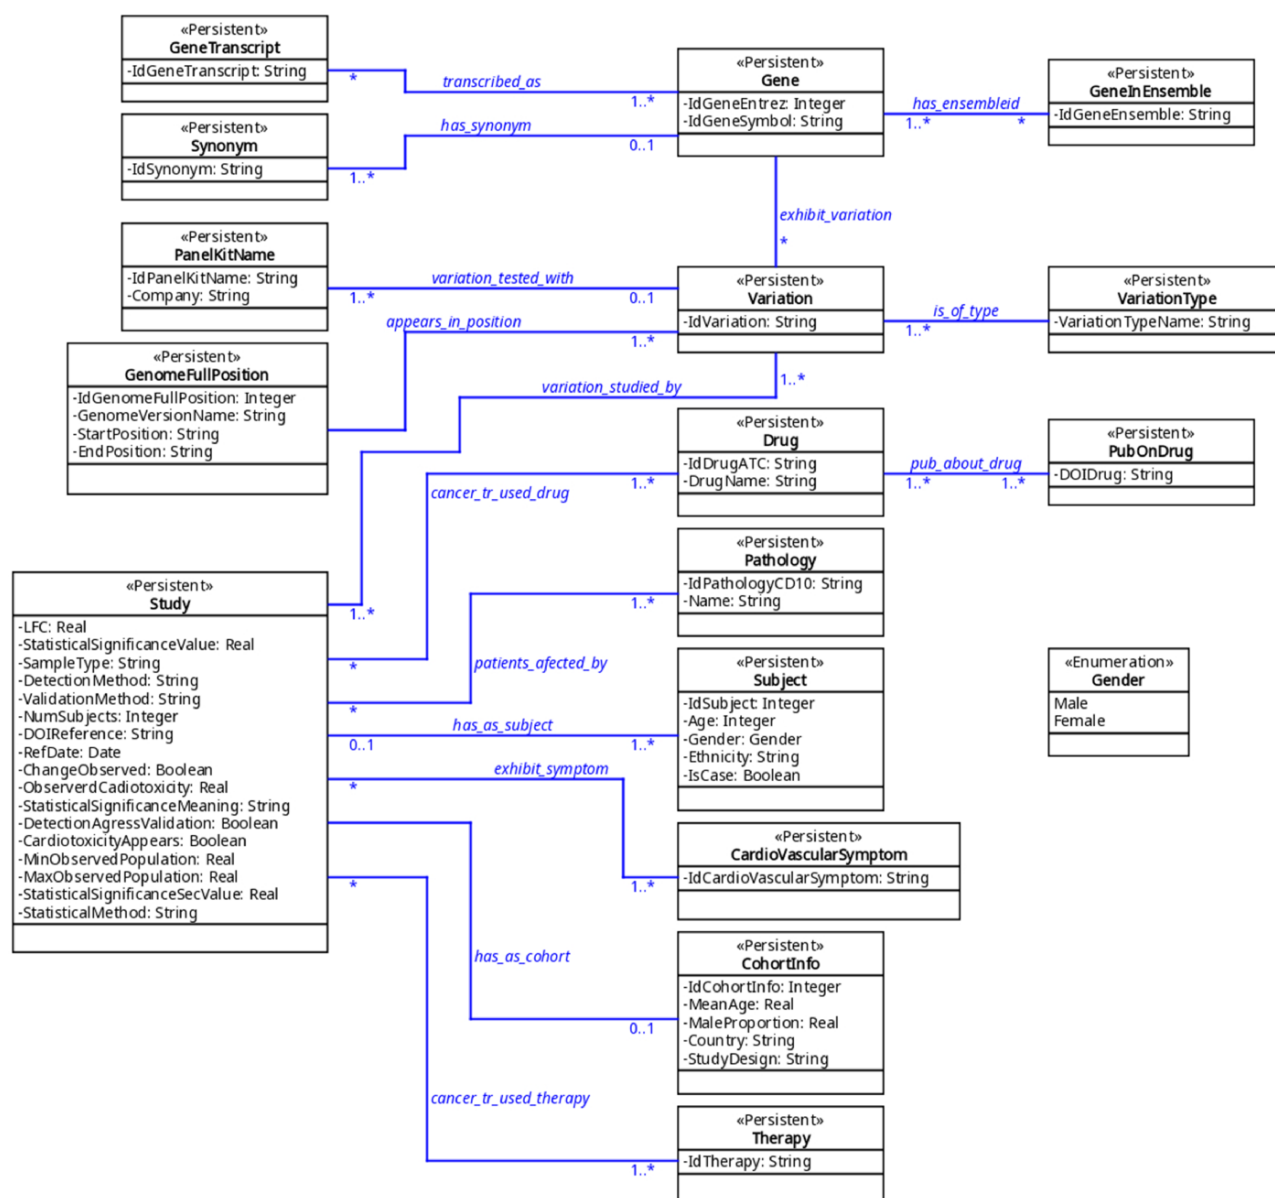 «Persistent»
GeneTranscript
-IdGeneTranscript: String
*
transcribed_as
1..*
«Persistent»
Gene
-IdGeneEntrez: Integer
-IdGeneSymbol: String
has_ensembleid
1..*
*
«Persistent»
GeneInEnsemble
-IdGeneEnsemble: String
«Persistent»
Synonym
-IdSynonym: String
1..*
has_synonym
0..1
exhibit_variation
*
«Persistent»
PanelKitName
-IdPanelKitName: String
-Company: String
1..*
variation_tested_with
0..1
«Persistent»
Variation
-IdVariation: String
is_of_type
1..*
«Persistent»
VariationType
-VariationTypeName: String
appears_in_position
1..*
«Persistent»
GenomeFullPosition
-IdGenomeFullPosition: Integer
-GenomeVersionName: String
-StartPosition: String
-EndPosition: String
variation_studied_by
1..*
«Persistent»
Drug
-IdDrugATC: String
-DrugName: String
pub_about_drug
1..*
1..*
«Persistent»
PubOnDrug
-DOIDrug: String
cancer_tr_used_drug
1..*
«Persistent»
Pathology
-IdPathologyCD10: String
-Name: String
1..*
«Persistent»
Study
-LFC: Real
-StatisticalSignificanceValue: Real
-SampleType: String
-DetectionMethod: String
-ValidationMethod: String
-NumSubjects: Integer
-DOIReference: String
-RefDate: Date
-ChangeObserved: Boolean
-ObserverdCadiotoxicity: Real
-StatisticalSignificanceMeaning: String
-DetectionAgressValidation: Boolean
-CardiotoxicityAppears: Boolean
-MinObservedPopulation: Real
-MaxObservedPopulation: Real
-StatisticalSignificanceSecValue: Real
-StatisticalMethod: String
1..*
*
patients_afected_by
*
has_as_subject
0..1
1..*
«Persistent»
Subject
-IdSubject: Integer
-Age: Integer
-Gender: Gender
-Ethnicity: String
-IsCase: Boolean
«Enumeration»
Gender
Male
Female
exhibit_symptom
*
1..*
«Persistent»
CardioVascularSymptom
-IdCardioVascularSymptom: String
*
has_as_cohort
0..1
«Persistent»
CohortInfo
-IdCohortInfo: Integer
-MeanAge: Real
-MaleProportion: Real
-Country: String
-StudyDesign: String
cancer_tr_used_therapy
1..*
«Persistent»
Therapy
-IdTherapy: String